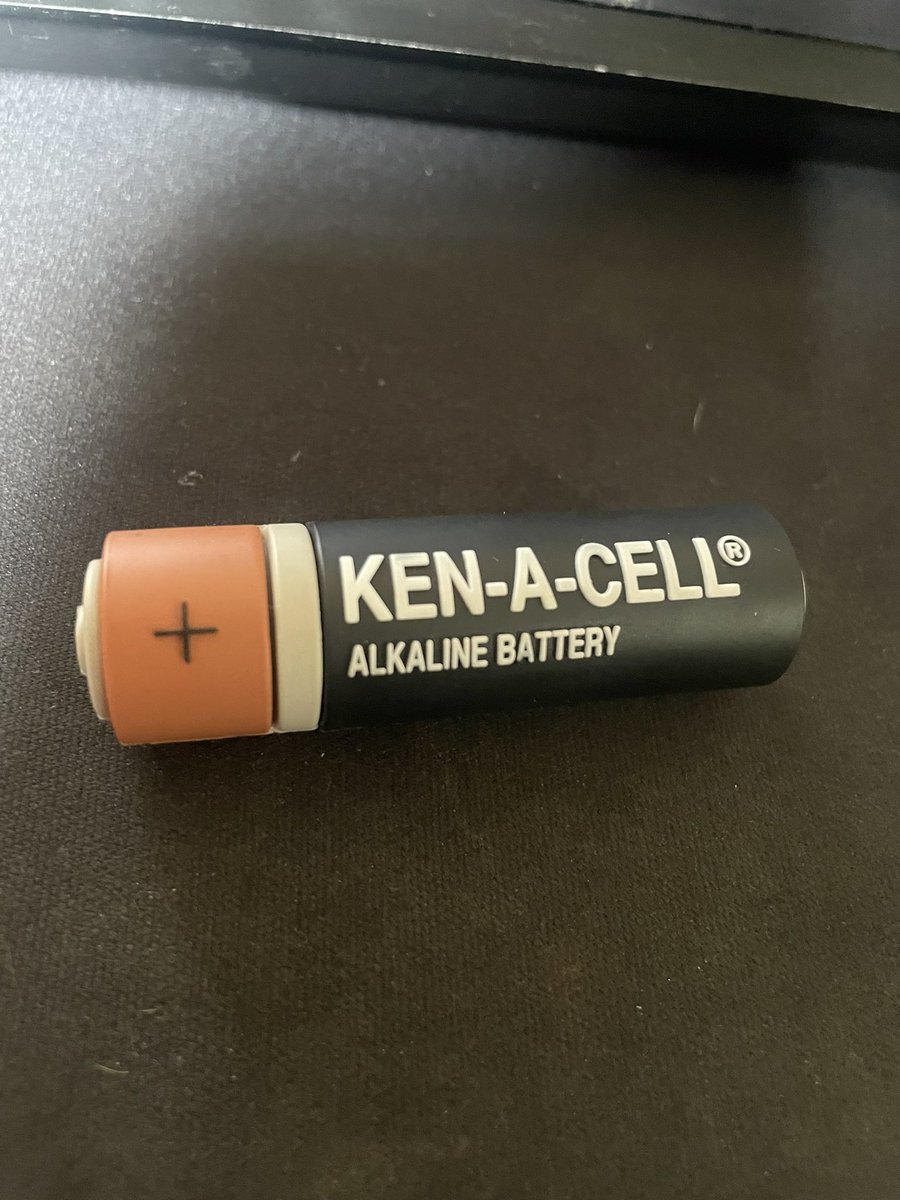 +
KEN-A-CELL®
ALKALINE BATTERY